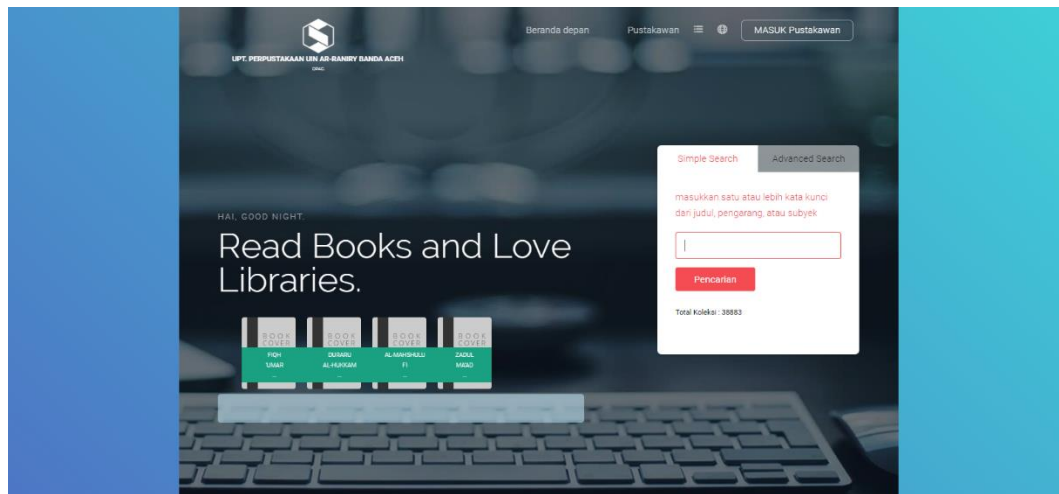 Beranda depan
Pustakawan
MASUK Pustakawan
UPT. PERPUSTAKAAN UIN AR-RANIRY BANDA ACEH
OPAC
Simple Search
Advanced Search
masukkan satu atau lebih kata kunci
dari judul, pengarang, atau subyek
Pencarian
Total Koleksi : 38883
HAI, GOOD NIGHT.
Read Books and Love
Libraries.
BOOK COVER
BOOK COVER
BOOK COVER
BOOK COVER
FIQH
'UMAR
...
DURARU
AL-HUKKAM
...
AL-MAHSHULU
FI
...
ZADUL
MA'AD
...